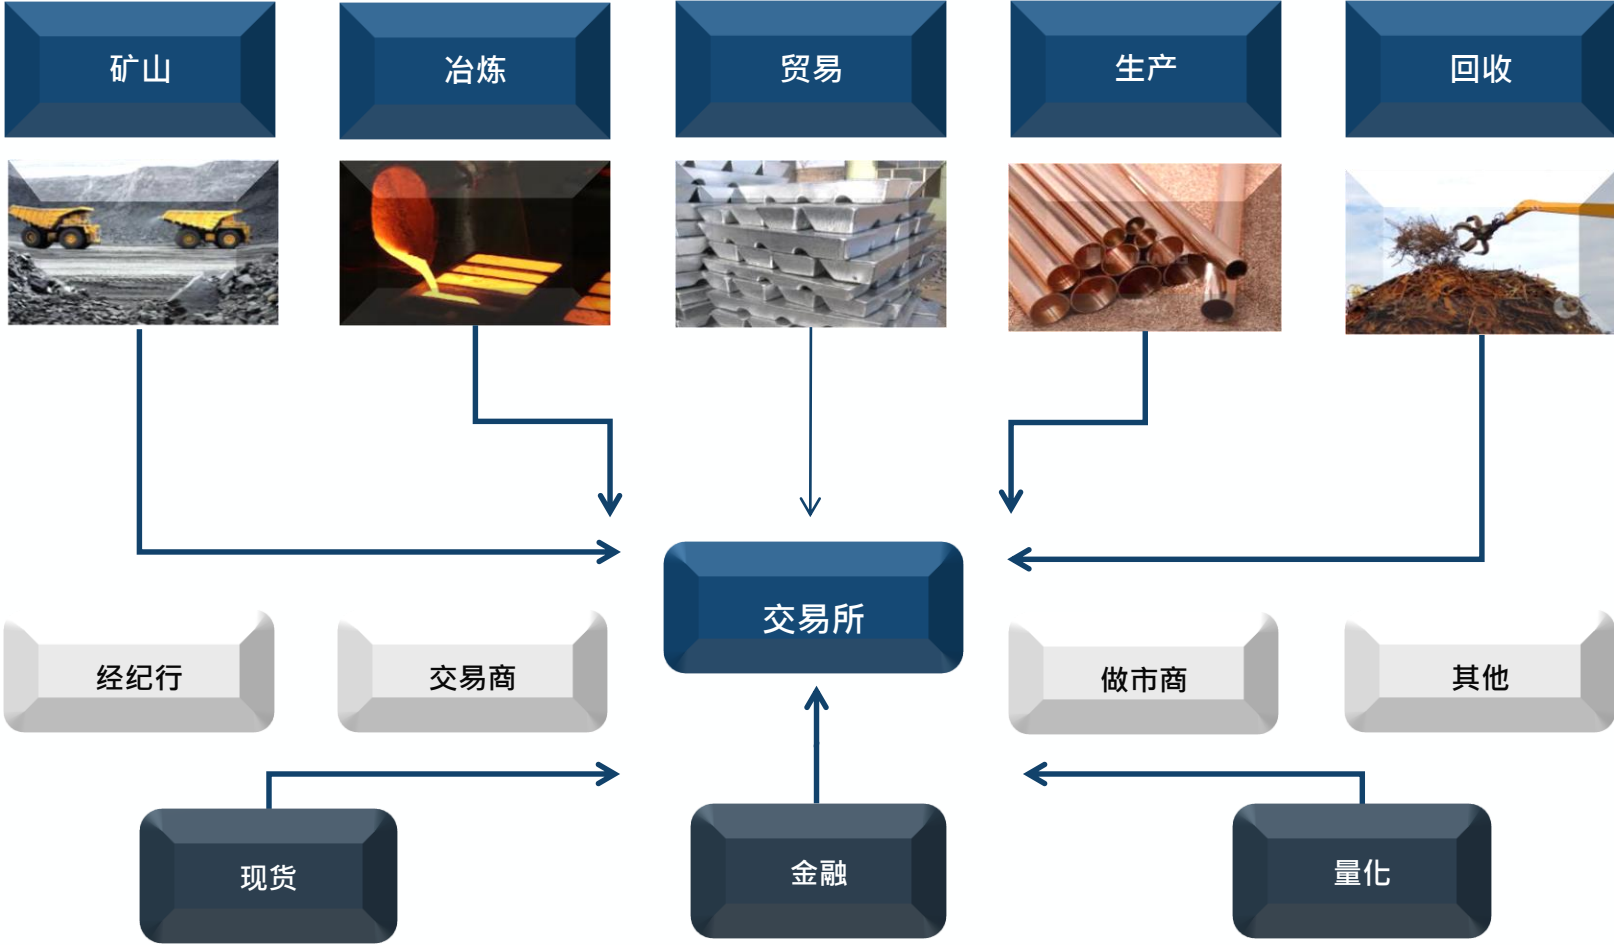 矿山
冶炼
贸易
生产
回收
交易所
经纪行
交易商
做市商
其他
现货
金融
量化